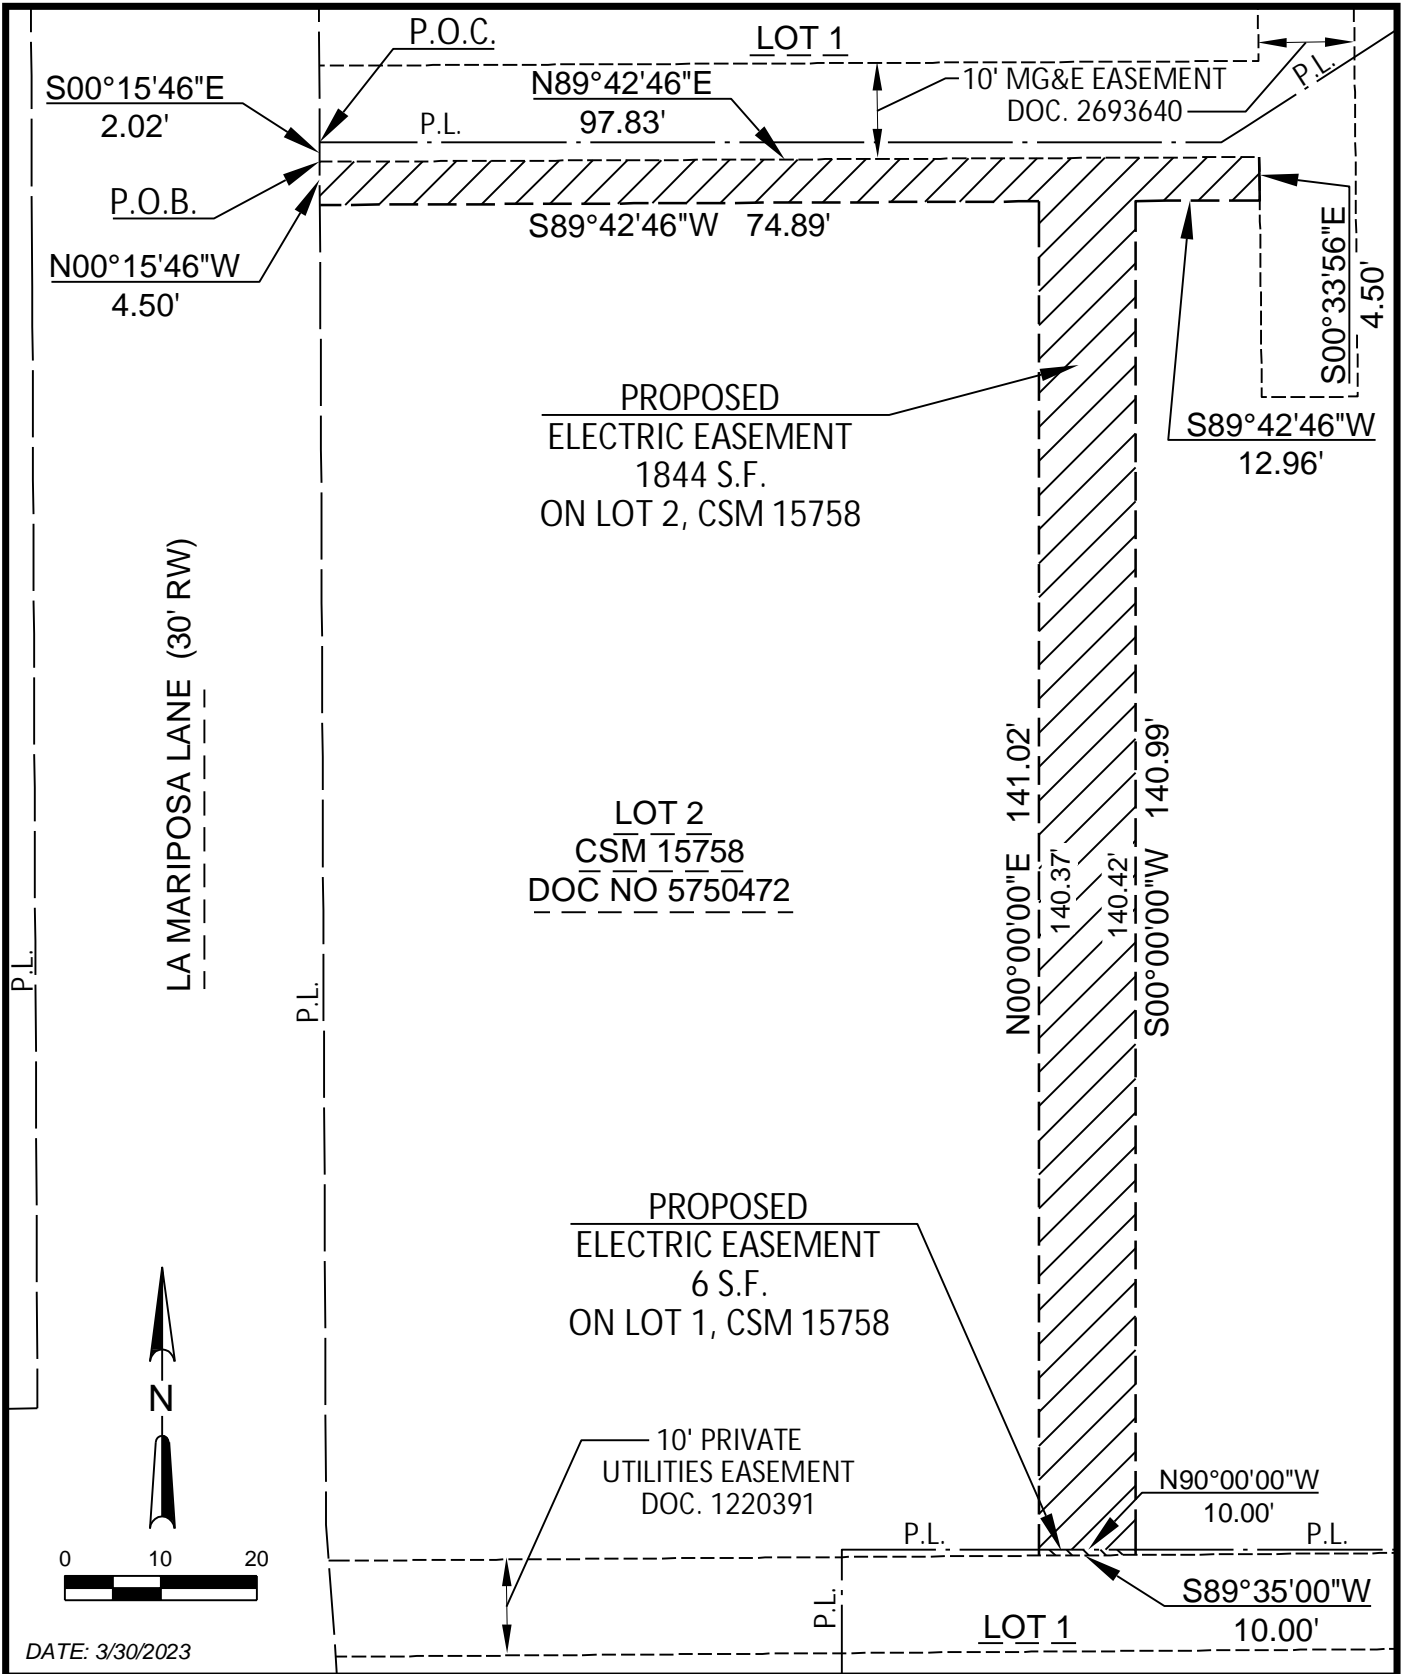 P.O.C.
LOT 1
S00°15'46"E
2.02'
N89°42'46"E
97.83'
10' MG&E EASEMENT
DOC. 2693640
P.L.
P.L.
P.O.B.
S89°42'46"W 74.89'
N00°15'46"W
4.50'
S00°33'56"E
4.50'
PROPOSED
ELECTRIC EASEMENT
1844 S.F.
ON LOT 2, CSM 15758
S89°42'46"W
12.96'
LA MARIPOSA LANE (30' RW)
N00°00'00"E 141.02'
140.37'
140.42'
S00°00'00"W 140.99'
LOT 2
CSM 15758
DOC NO 5750472
P.L.
P.L.
PROPOSED
ELECTRIC EASEMENT
6 S.F.
ON LOT 1, CSM 15758
N
10' PRIVATE
UTILITIES EASEMENT
DOC. 1220391
N90°00'00"W
10.00'
P.L.
P.L.
0 10 20
P.L.
S89°35'00"W
10.00'
LOT 1
DATE: 3/30/2023